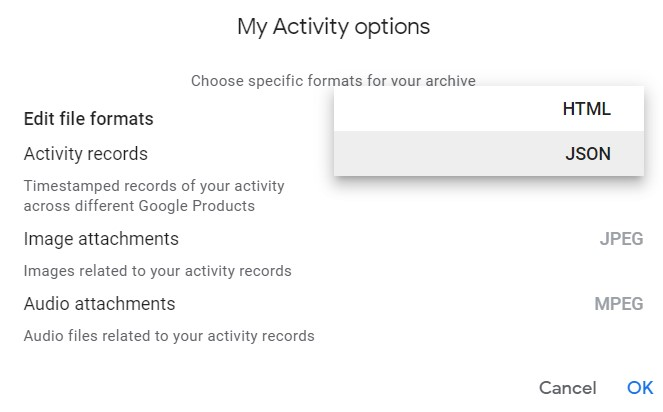 My Activity options
Choose specific formats for your archive
Edit file formats
HTML
Activity records
JSON
Timestamped records of your activity
across different Google Products
Image attachments
JPEG
Images related to your activity records
Audio attachments
MPEG
Audio files related to your activity records
Cancel
OK